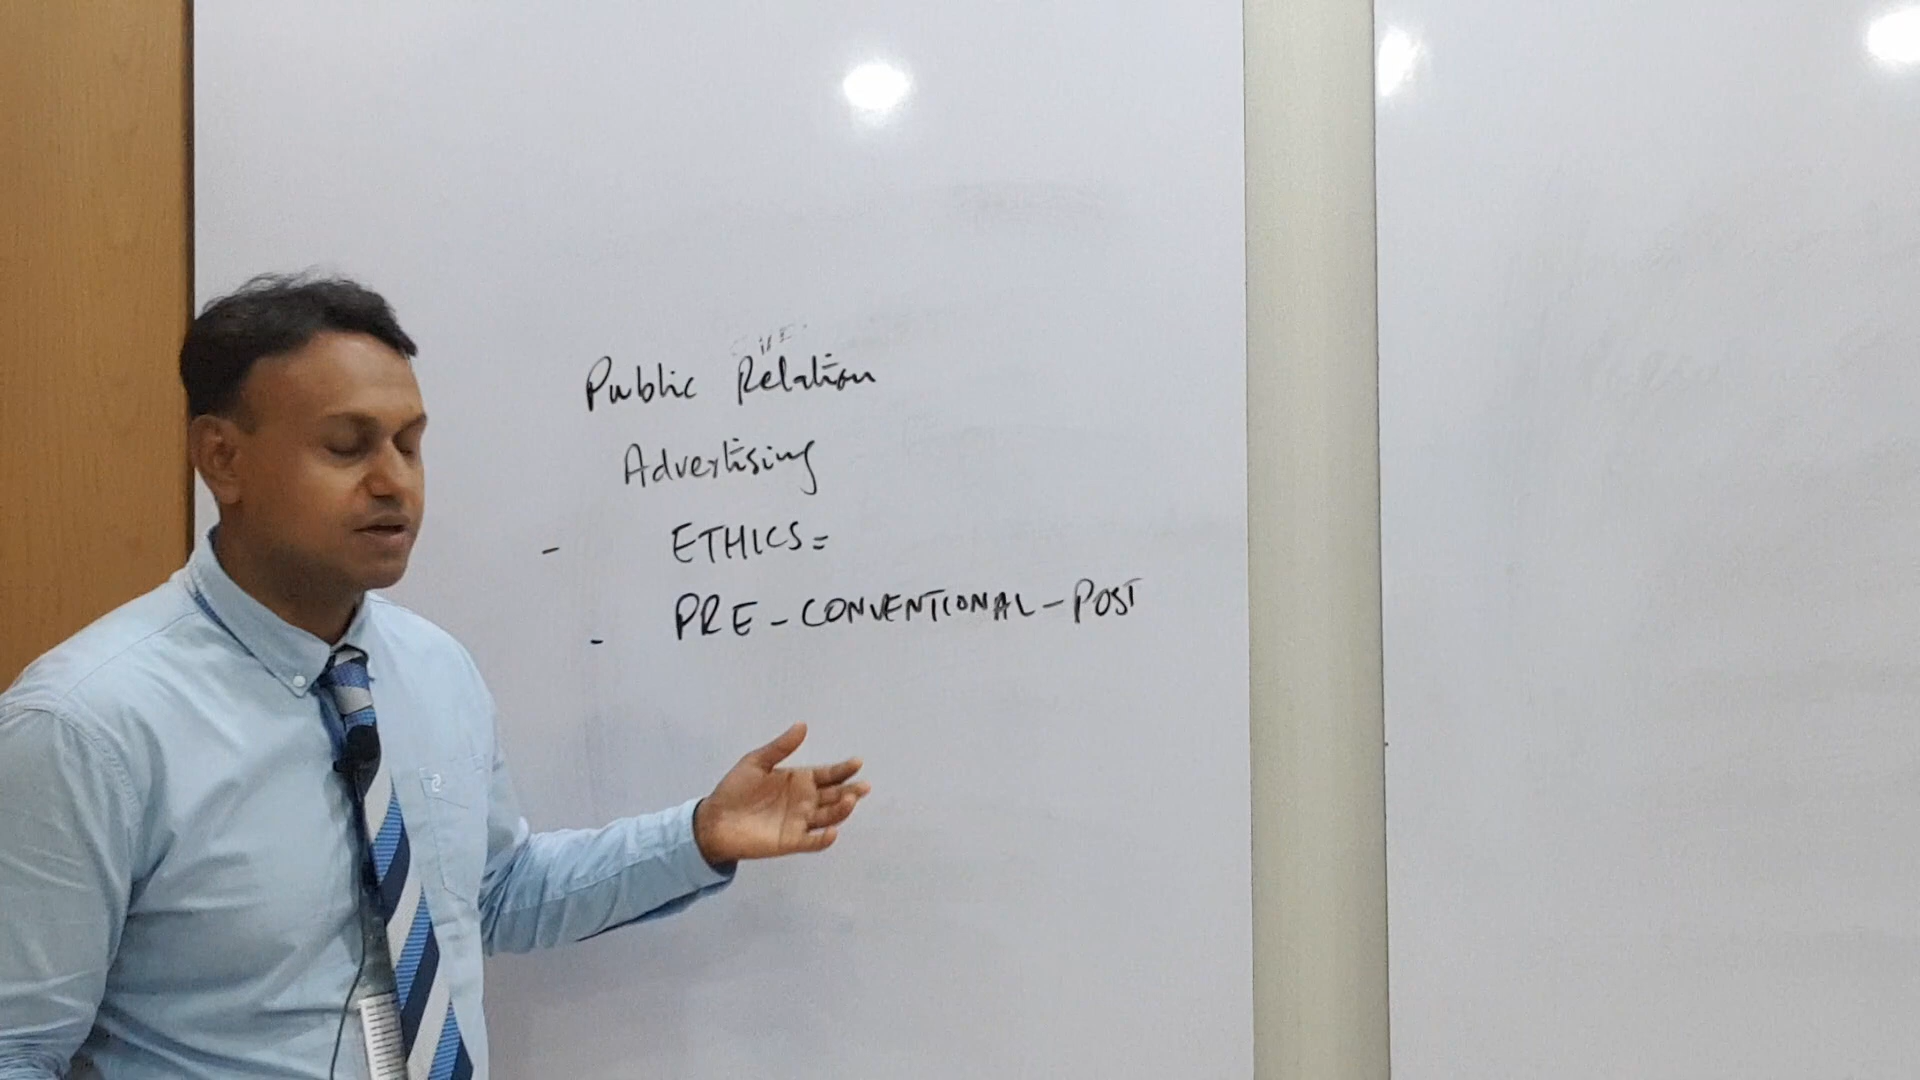 Public Relation
Advertising
- ETHICS=
- PRE - CONVENTIONAL - POST